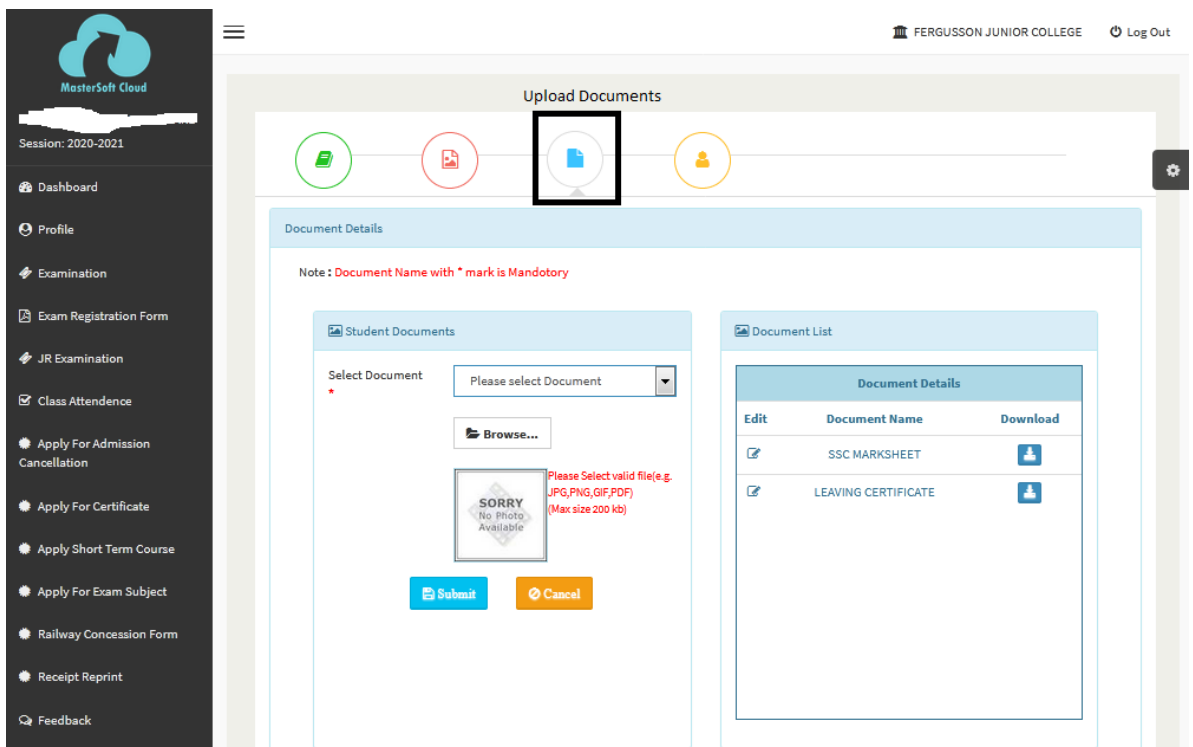 MasterSoft Cloud
Session: 2020-2021
Dashboard
Profile
Examination
Exam Registration Form
JR Examination
Class Attendence
Apply For Admission
Cancellation
Apply For Certificate
Apply Short Term Course
Apply For Exam Subject
Railway Concession Form
Receipt Reprint
Feedback
FERGUSSON JUNIOR COLLEGE
Log Out
Upload Documents
Document Details
Note : Document Name with * mark is Mandotory
Student Documents
Select Document
*
Please select Document
Browse...
SORRY
No Photo
Available
Please Select valid file(e.g.
JPG,PNG,GIF,PDF)
(Max size 200 kb)
Submit
Cancel
Document List
Document Details
Edit Document Name Download
SSC MARKSHEET
LEAVING CERTIFICATE